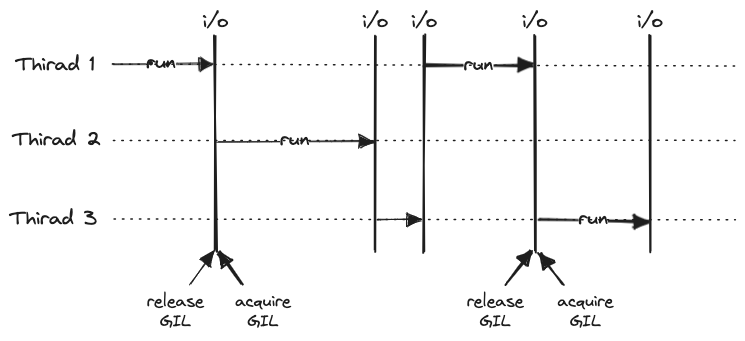 i/o i/o i/o i/o i/o
Thirad 1 run run
Thirad 2 run
Thirad 3 run
release acquire release acquire
GIL GIL GIL GIL